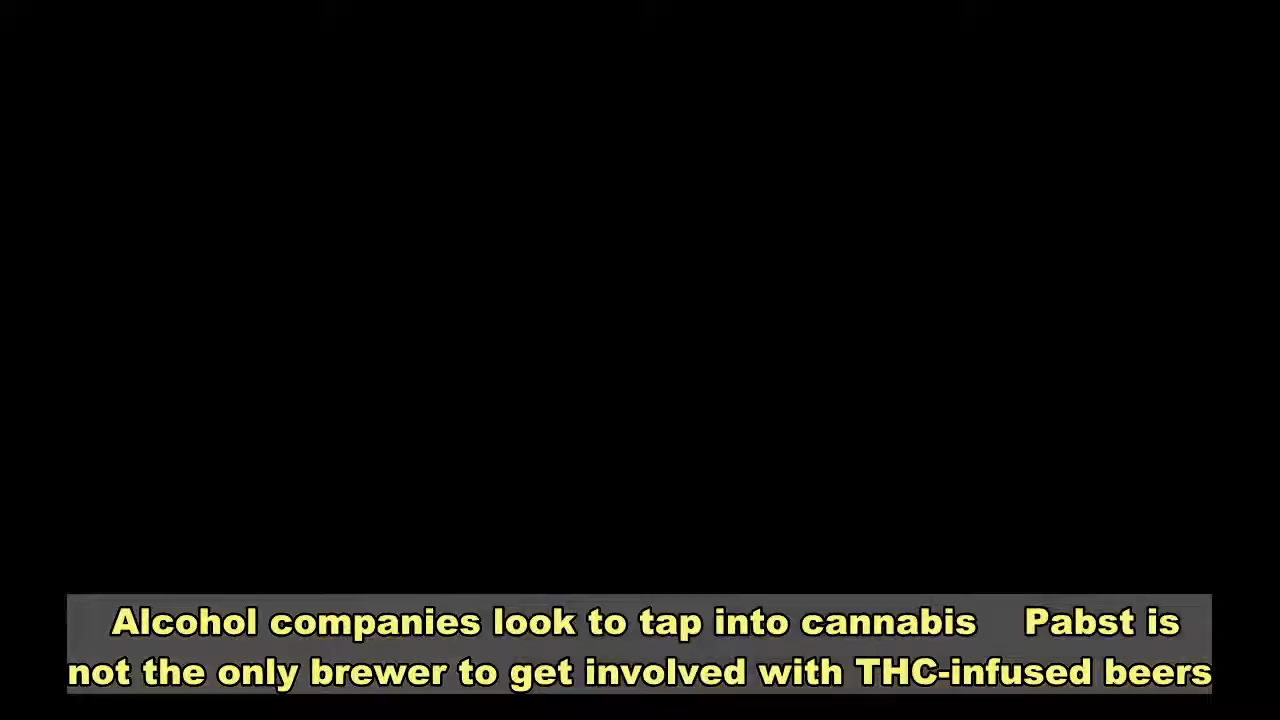 Alcohol companies look to tap into cannabis    Pabst is
not the only brewer to get involved with THC-infused beers